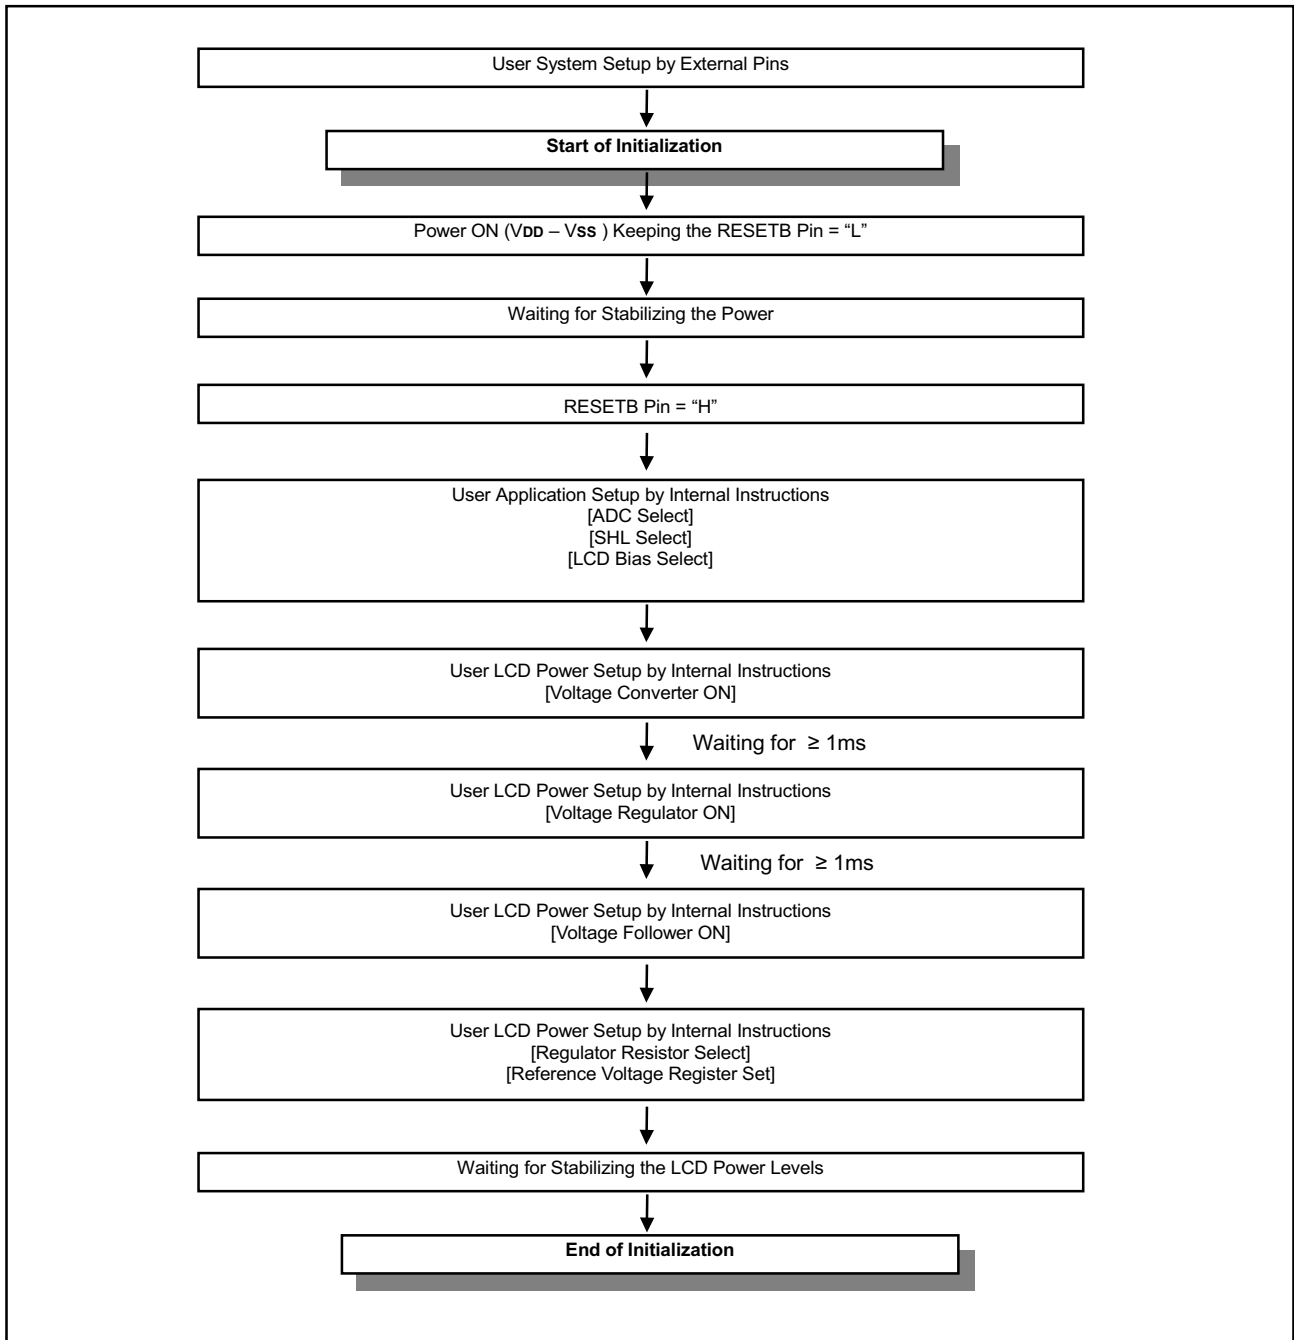 User System Setup by External Pins
Start of Initialization
Power ON (VDD – VSS ) Keeping the RESETB Pin = “L”
Waiting for Stabilizing the Power
RESETB Pin = “H”
User Application Setup by Internal Instructions
[ADC Select]
[SHL Select]
[LCD Bias Select]
User LCD Power Setup by Internal Instructions
[Voltage Converter ON]
Waiting for ≥ 1ms
User LCD Power Setup by Internal Instructions
[Voltage Regulator ON]
Waiting for ≥ 1ms
User LCD Power Setup by Internal Instructions
[Voltage Follower ON]
User LCD Power Setup by Internal Instructions
[Regulator Resistor Select]
[Reference Voltage Register Set]
Waiting for Stabilizing the LCD Power Levels
End of Initialization